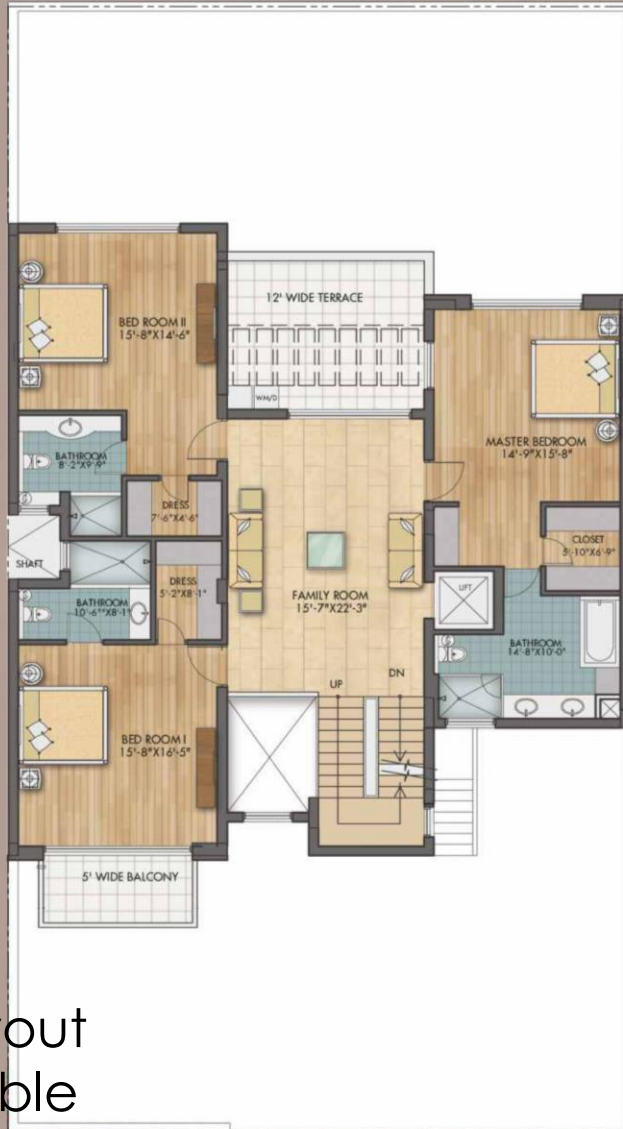 12' WIDE TERRACE
BED ROOM II
15'-8"X14'-6"
WM/D
MASTER BEDROOM
14'-9"X15'-8"
BATHROOM
8'-2"X9'-9"
DRESS
7'-6"X4'-6"
CLOSET
5'-10"X6'-9"
SHAFT
DRESS
5'-2"X8'-1"
LIFT
FAMILY ROOM
15'-7"X22'-3"
BATHROOM
10'-6""X8'-1"
BATHROOM
14'-8"X10'-0"
UP
DN
BED ROOM I
15'-8"X16'-5"
5' WIDE BALCONY
out
ble